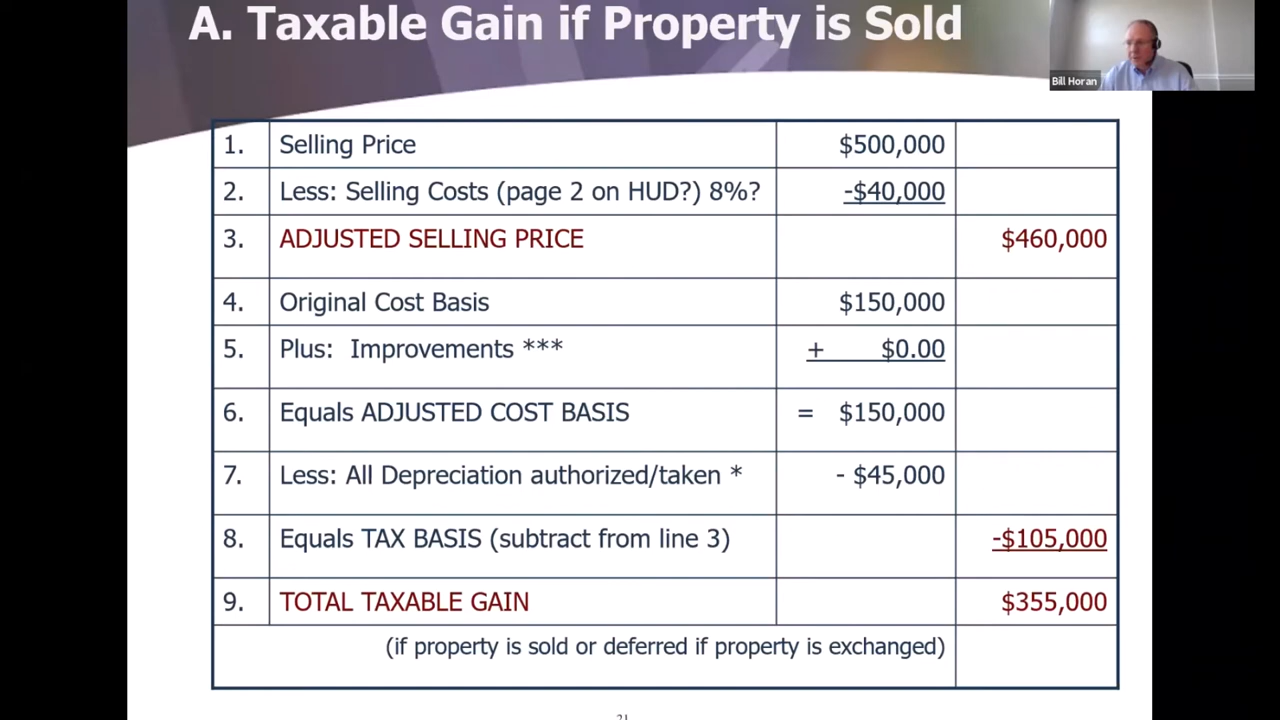 A. Taxable Gain if Property is Sold
Bill Horan
1. Selling Price $500,000
2. Less: Selling Costs (page 2 on HUD?) 8%? -$40,000
3. ADJUSTED SELLING PRICE $460,000
4. Original Cost Basis $150,000
5. Plus: Improvements *** + $0.00
6. Equals ADJUSTED COST BASIS = $150,000
7. Less: All Depreciation authorized/taken * - $45,000
8. Equals TAX BASIS (subtract from line 3) -$105,000
9. TOTAL TAXABLE GAIN $355,000
(if property is sold or deferred if property is exchanged)
21